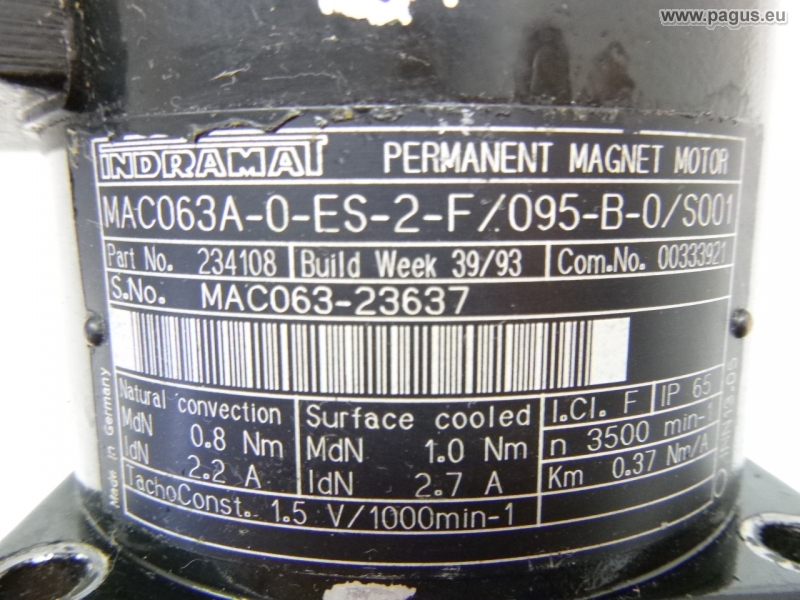 www.pagus.eu
INDRAMAT PERMANENT MAGNET MOTOR
MAC063A-0-ES-2-F/095-B-0/S001
Part No. 234108 Build Week 39/93 Com.No. 00333921
S.No. MAC063-23637
Made in Germany
Natural convection
MdN 0.8 Nm
IdN 2.2 A
Surface cooled
MdN 1.0 Nm
IdN 2.7 A
I.Cl. F IP 65
n 3500 min-1
Km 0.37 Nm/A
TachoConst. 1.5 V/1000min-1